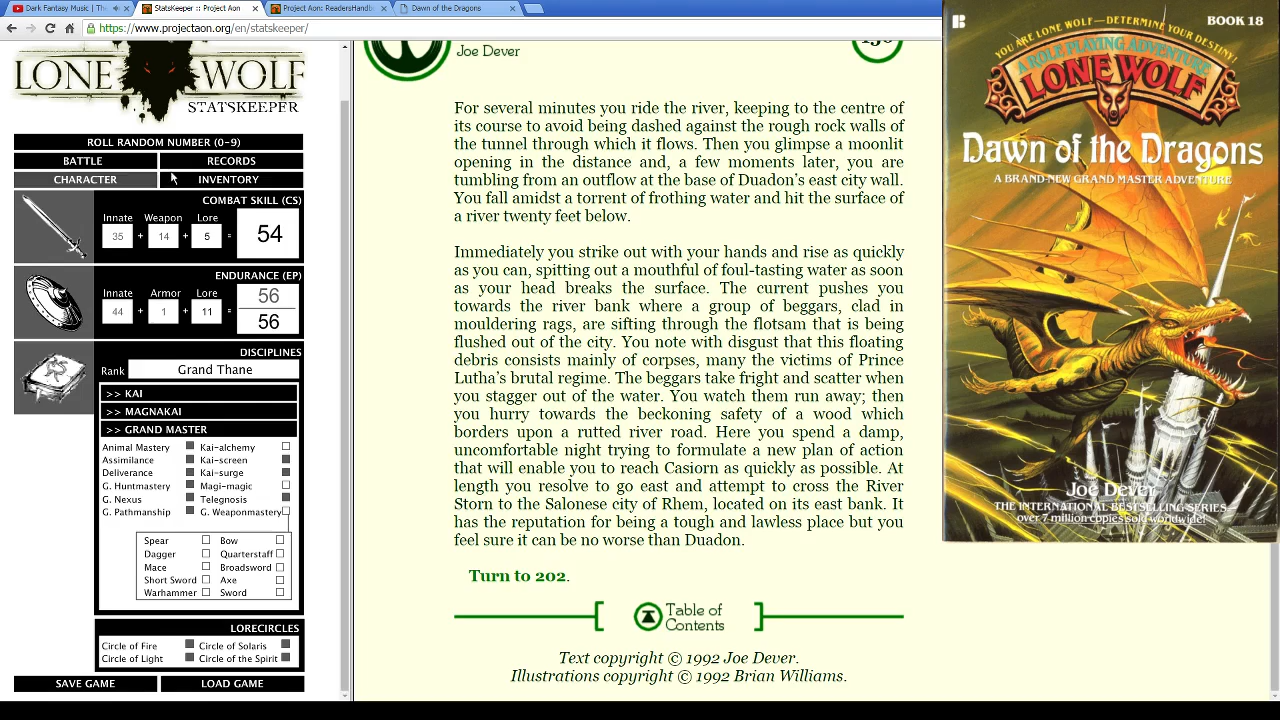 Dark Fantasy Music | Th
StatsKeeper :: Project Aon
Project Aon: ReadersHandb
Dawn of the Dragons
https://www.projectaon.org/en/statskeeper/
LONE WOLF
STATSKEEPER
ROLL RANDOM NUMBER (0-9)
BATTLE
RECORDS
CHARACTER
INVENTORY
COMBAT SKILL (CS)
Innate Weapon Lore
35 + 14 + 5 = 54
ENDURANCE (EP)
Innate Armor Lore
56
44 + 1 + 11 = 56
DISCIPLINES
Rank Grand Thane
>> KAI
>> MAGNAKAI
>> GRAND MASTER
Animal Mastery Kai-alchemy
Assimilance Kai-screen
Deliverance Kai-surge
G. Huntmastery Magi-magic
G. Nexus Telegnosis
G. Pathmanship G. Weaponmastery
Spear Bow
Dagger Quarterstaff
Mace Broadsword
Short Sword Axe
Warhammer Sword
LORECIRCLES
Circle of Fire Circle of Solaris
Circle of Light Circle of the Spirit
SAVE GAME
LOAD GAME
Joe Dever
For several minutes you ride the river, keeping to the centre of
its course to avoid being dashed against the rough rock walls of
the tunnel through which it flows. Then you glimpse a moonlit
opening in the distance and, a few moments later, you are
tumbling from an outflow at the base of Duadon's east city wall.
You fall amidst a torrent of frothing water and hit the surface of
a river twenty feet below.
Immediately you strike out with your hands and rise as quickly
as you can, spitting out a mouthful of foul-tasting water as soon
as your head breaks the surface. The current pushes you
towards the river bank where a group of beggars, clad in
mouldering rags, are sifting through the flotsam that is being
flushed out of the city. You note with disgust that this floating
debris consists mainly of corpses, many the victims of Prince
Lutha's brutal regime. The beggars take fright and scatter when
you stagger out of the water. You watch them run away; then
you hurry towards the beckoning safety of a wood which
borders upon a rutted river road. Here you spend a damp,
uncomfortable night trying to formulate a new plan of action
that will enable you to reach Casiorn as quickly as possible. At
length you resolve to go east and attempt to cross the River
Storn to the Salonese city of Rhem, located on its east bank. It
has the reputation for being a tough and lawless place but you
feel sure it can be no worse than Duadon.
Turn to 202.
Table of
Contents
Text copyright © 1992 Joe Dever.
Illustrations copyright © 1992 Brian Williams.
B
BOOK 18
YOU ARE LONE WOLF—DETERMINE YOUR DESTINY!
A ROLE PLAYING ADVENTURE
LONE WOLF
Dawn of the Dragons
A BRAND-NEW GRAND MASTER ADVENTURE
Joe Dever
THE INTERNATIONAL BESTSELLING SERIES—
over 7 million copies sold worldwide!